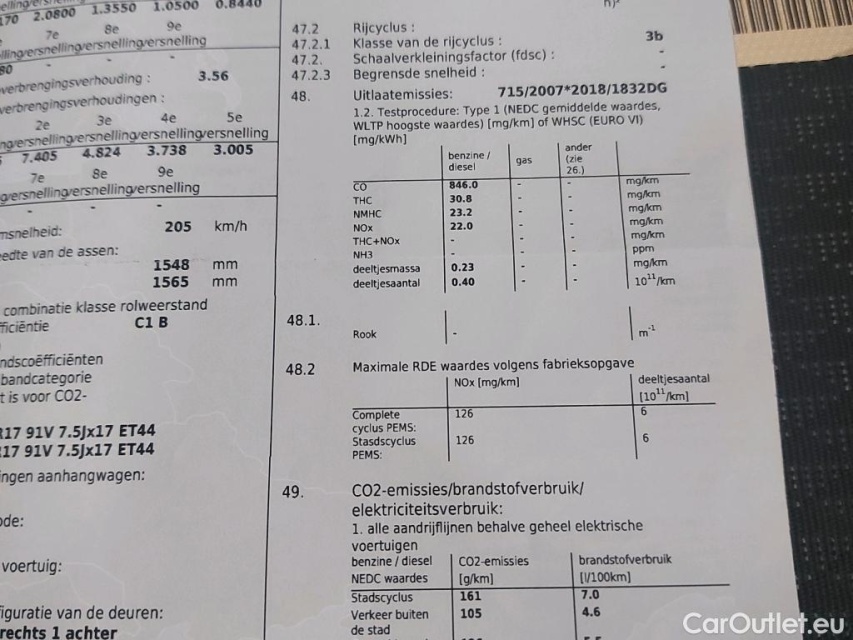 2.0800 1.3550 1.0500 0.8440
7e 8e 9e
versnelling versnelling
- - -
verbrengingsverhouding : 3.56
verbrengingsverhoudingen :
2e 3e 4e 5e
versnelling versnelling versnelling
7.405 4.824 3.738 3.005
7e 8e 9e
versnelling versnelling
- - -
msnelheid: 205 km/h
edte van de assen:
1548 mm
1565 mm
combinatie klasse rolweerstand
fficiëntie C1 B
ndscoëfficiënten
bandcategorie
t is voor CO2-
R17 91V 7.5Jx17 ET44
R17 91V 7.5Jx17 ET44
ingen aanhangwagen:
ode:
voertuig:
figuratie van de deuren:
rechts 1 achter
47.2 Rijcyclus :
47.2.1 Klasse van de rijcyclus : 3b
47.2. Schaalverkleiningsfactor (fdsc) : -
47.2.3 Begrensde snelheid : -
48. Uitlaatemissies: 715/2007*2018/1832DG
1.2. Testprocedure: Type 1 (NEDC gemiddelde waardes,
WLTP hoogste waardes) [mg/km] of WHSC (EURO VI)
[mg/kWh]
benzine / diesel gas ander (zie 26.)
CO 846.0 - - mg/km
THC 30.8 - - mg/km
NMHC 23.2 - - mg/km
NOx 22.0 - - mg/km
THC+NOx - - - mg/km
NH3 - - - ppm
deeltjesmassa 0.23 - - mg/km
deeltjesaantal 0.40 - - 10¹¹/km
48.1.
Rook - m⁻¹
48.2 Maximale RDE waardes volgens fabrieksopgave
NOx [mg/km] deeltjesaantal [10¹¹/km]
Complete 126 6
cyclus PEMS:
Stasdscyclus 126 6
PEMS:
49. CO2-emissies/brandstofverbruik/
elektriciteitsverbruik:
1. alle aandrijflijnen behalve geheel elektrische
voertuigen
benzine / diesel CO2-emissies brandstofverbruik
NEDC waardes [g/km] [l/100km]
Stadscyclus 161 7.0
Verkeer buiten 105 4.6
de stad
CarOutlet.eu